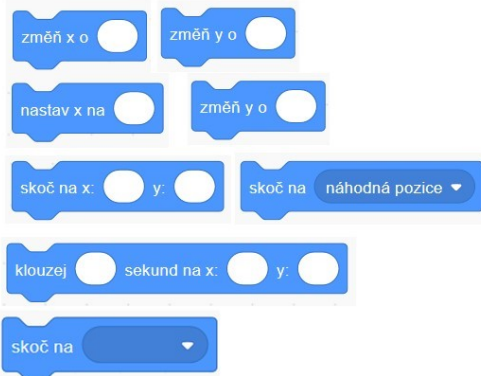 změň x o změň y o
nastav x na změň y o
skoč na x: y: skoč na náhodná pozice
klouzej sekund na x: y:
skoč na